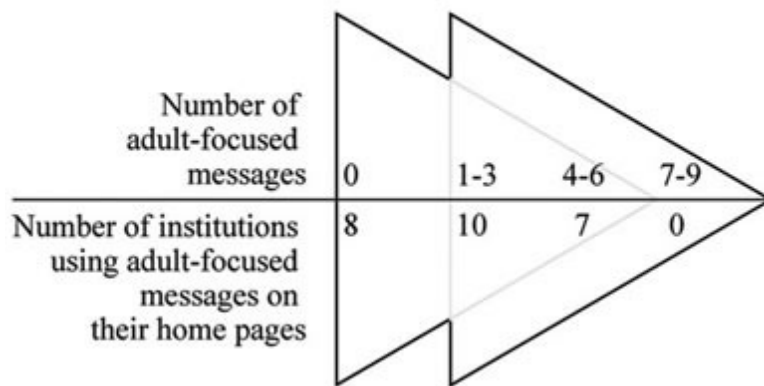 Number of
adult-focused
messages
0 1-3 4-6 7-9
Number of institutions
using adult-focused
messages on
their home pages
8 10 7 0